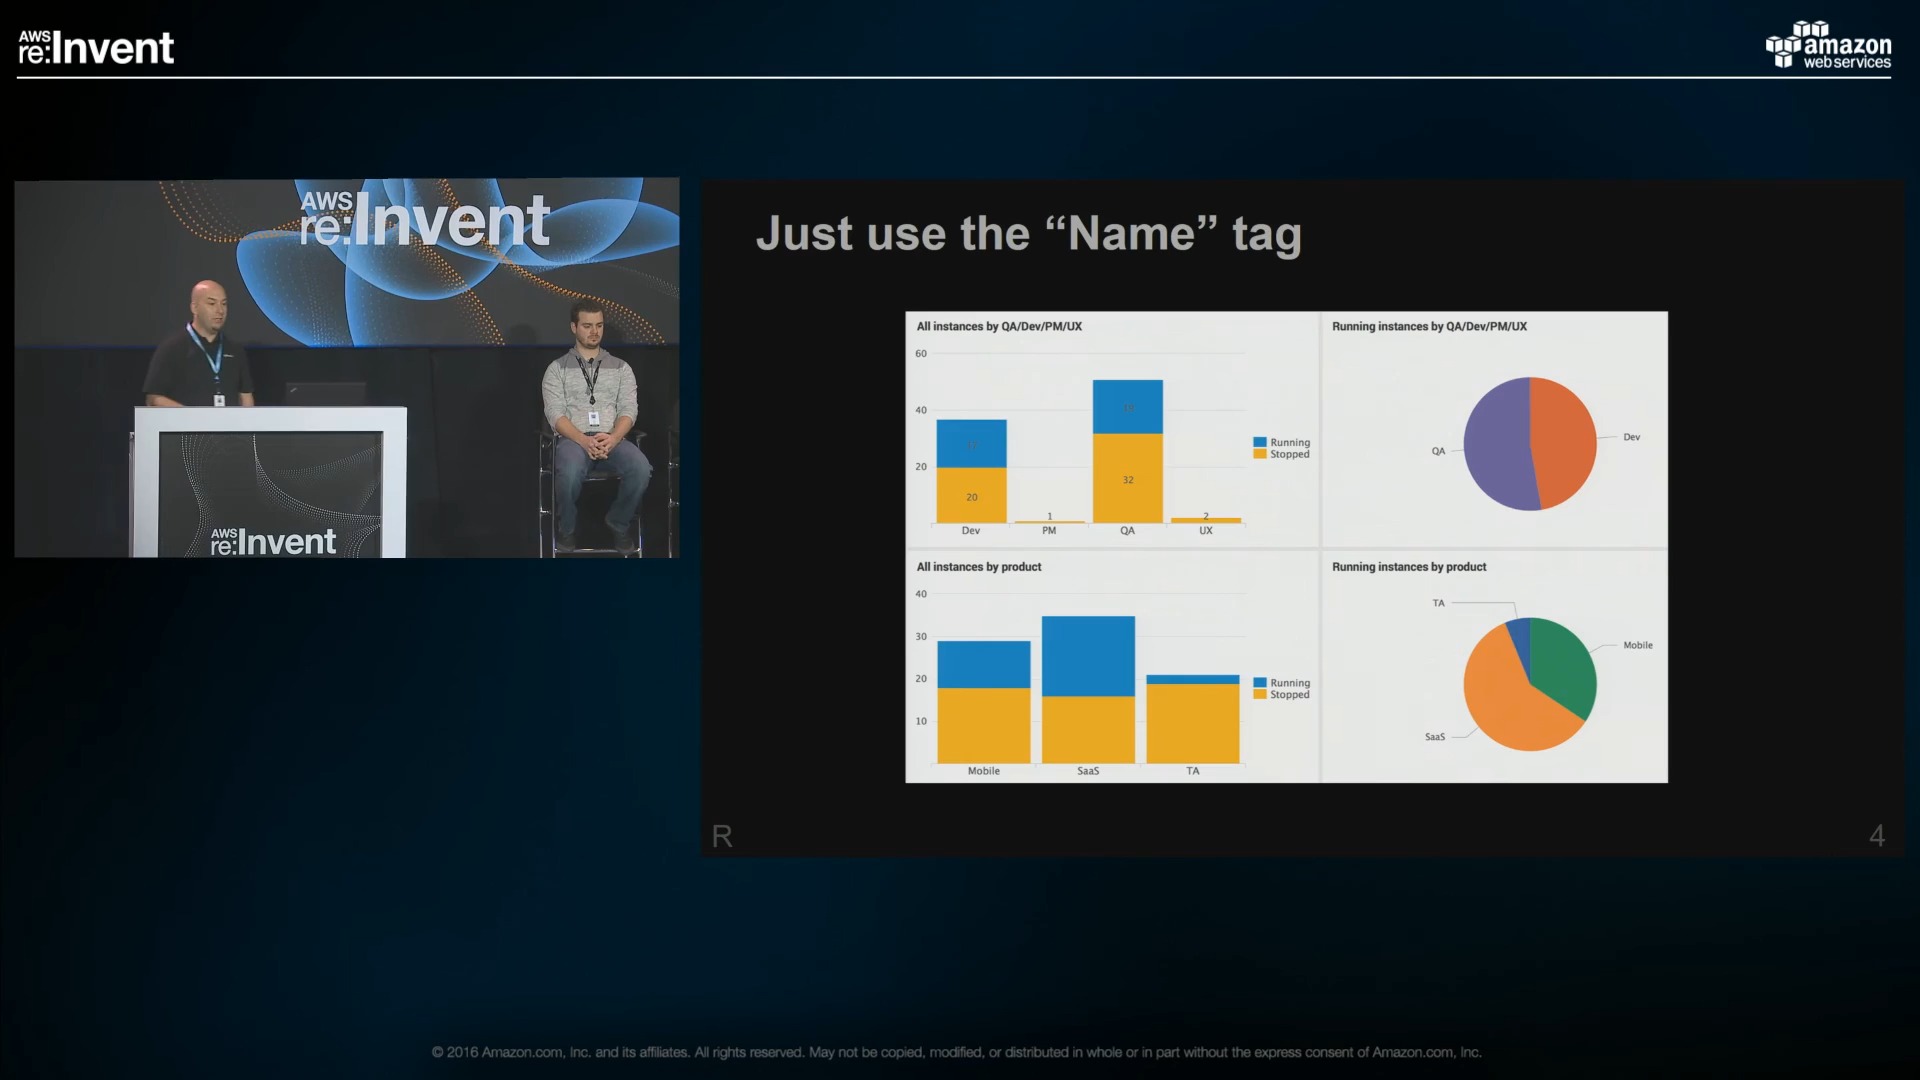 AWS
re:Invent
amazon
web services
AWS
re:Invent
AWS
re:Invent
Just use the “Name” tag
All instances by QA/Dev/PM/UX
60
40
20
20
1
32
2
Dev PM QA UX
Running
Stopped
Running instances by QA/Dev/PM/UX
QA
Dev
All instances by product
40
30
20
10
Mobile SaaS TA
Running
Stopped
Running instances by product
TA
Mobile
SaaS
R
4
© 2016 Amazon.com, Inc. and its affiliates. All rights reserved. May not be copied, modified, or distributed in whole or in part without the express consent of Amazon.com, Inc.